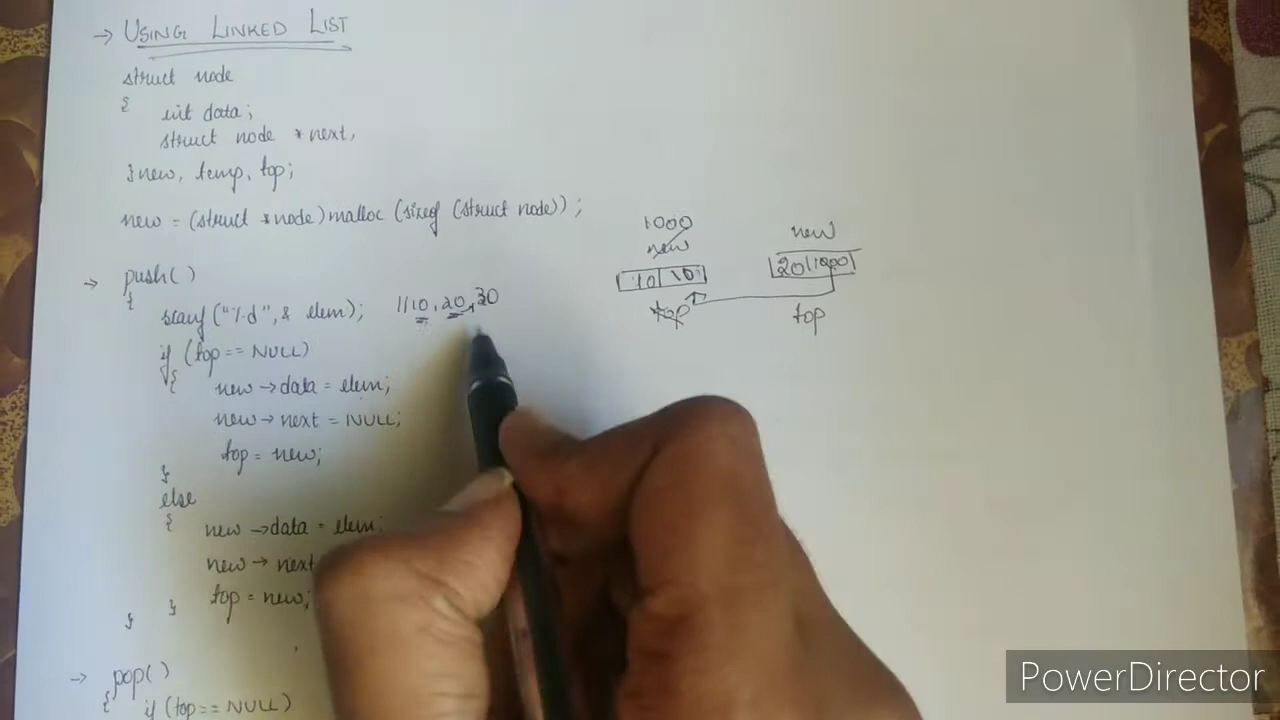 → USING LINKED LIST
struct node
{ int data;
struct node * next,
} new, temp, top;
new = (struct *node) malloc (sizeof (struct node));
→ push()
{ scanf ("%d", & elem); //10, 20, 30
if (top == NULL)
{ new → data = elem;
new → next = NULL;
top = new;
}
else
{ new → data = elem;
new → next
top = new;
}
}
→ pop()
{ if (top == NULL)
1000
new
10
top
new
20 | 1000
top
PowerDirector